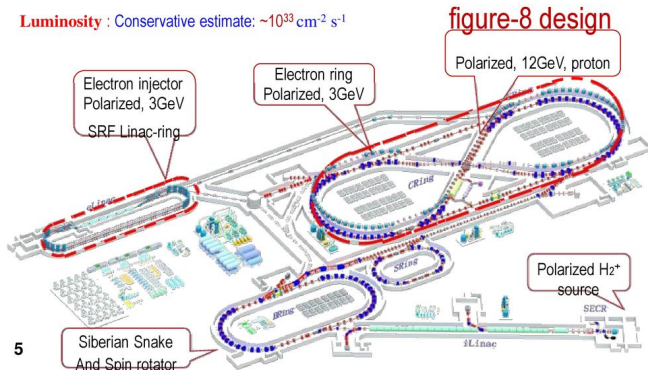 Luminosity : Conservative estimate: ~10³³ cm⁻² s⁻¹
figure-8 design
Electron injector
Polarized, 3GeV
SRF Linac-ring
Electron ring
Polarized, 3GeV
Polarized, 12GeV, proton
CRing
eLinac
SRing
BRing
Polarized H₂⁺
source
SECR
iLinac
Siberian Snake
And Spin rotator
5